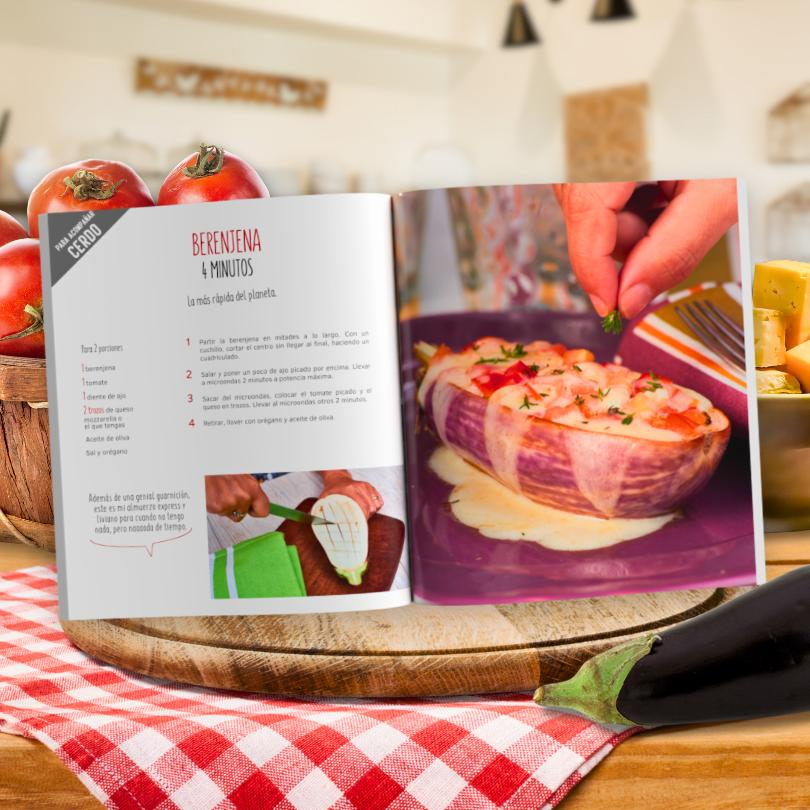 PARA ACOMPAÑAR
CERDO
BERENJENA
4 MINUTOS
La más rápida del planeta.
Para 2 porciones
1 berenjena
1 tomate
1 diente de ajo
2 trozos de queso
mozzarella o
el que tengas
Aceite de oliva
Sal y orégano
1 Partir la berenjena en mitades a lo largo. Con un
cuchillo, cortar el centro sin llegar al final, haciendo un
cuadriculado.
2 Salar y poner un poco de ajo picado por encima. Llevar
a microondas 2 minutos a potencia máxima.
3 Sacar del microondas, colocar el tomate picado y el
queso en trozos. Llevar al microondas otros 2 minutos.
4 Retirar, llover con orégano y aceite de oliva.
Además de una genial guarnición,
este es mi almuerzo express y
liviano para cuando no tengo
nada, pero naaaada de tiempo.